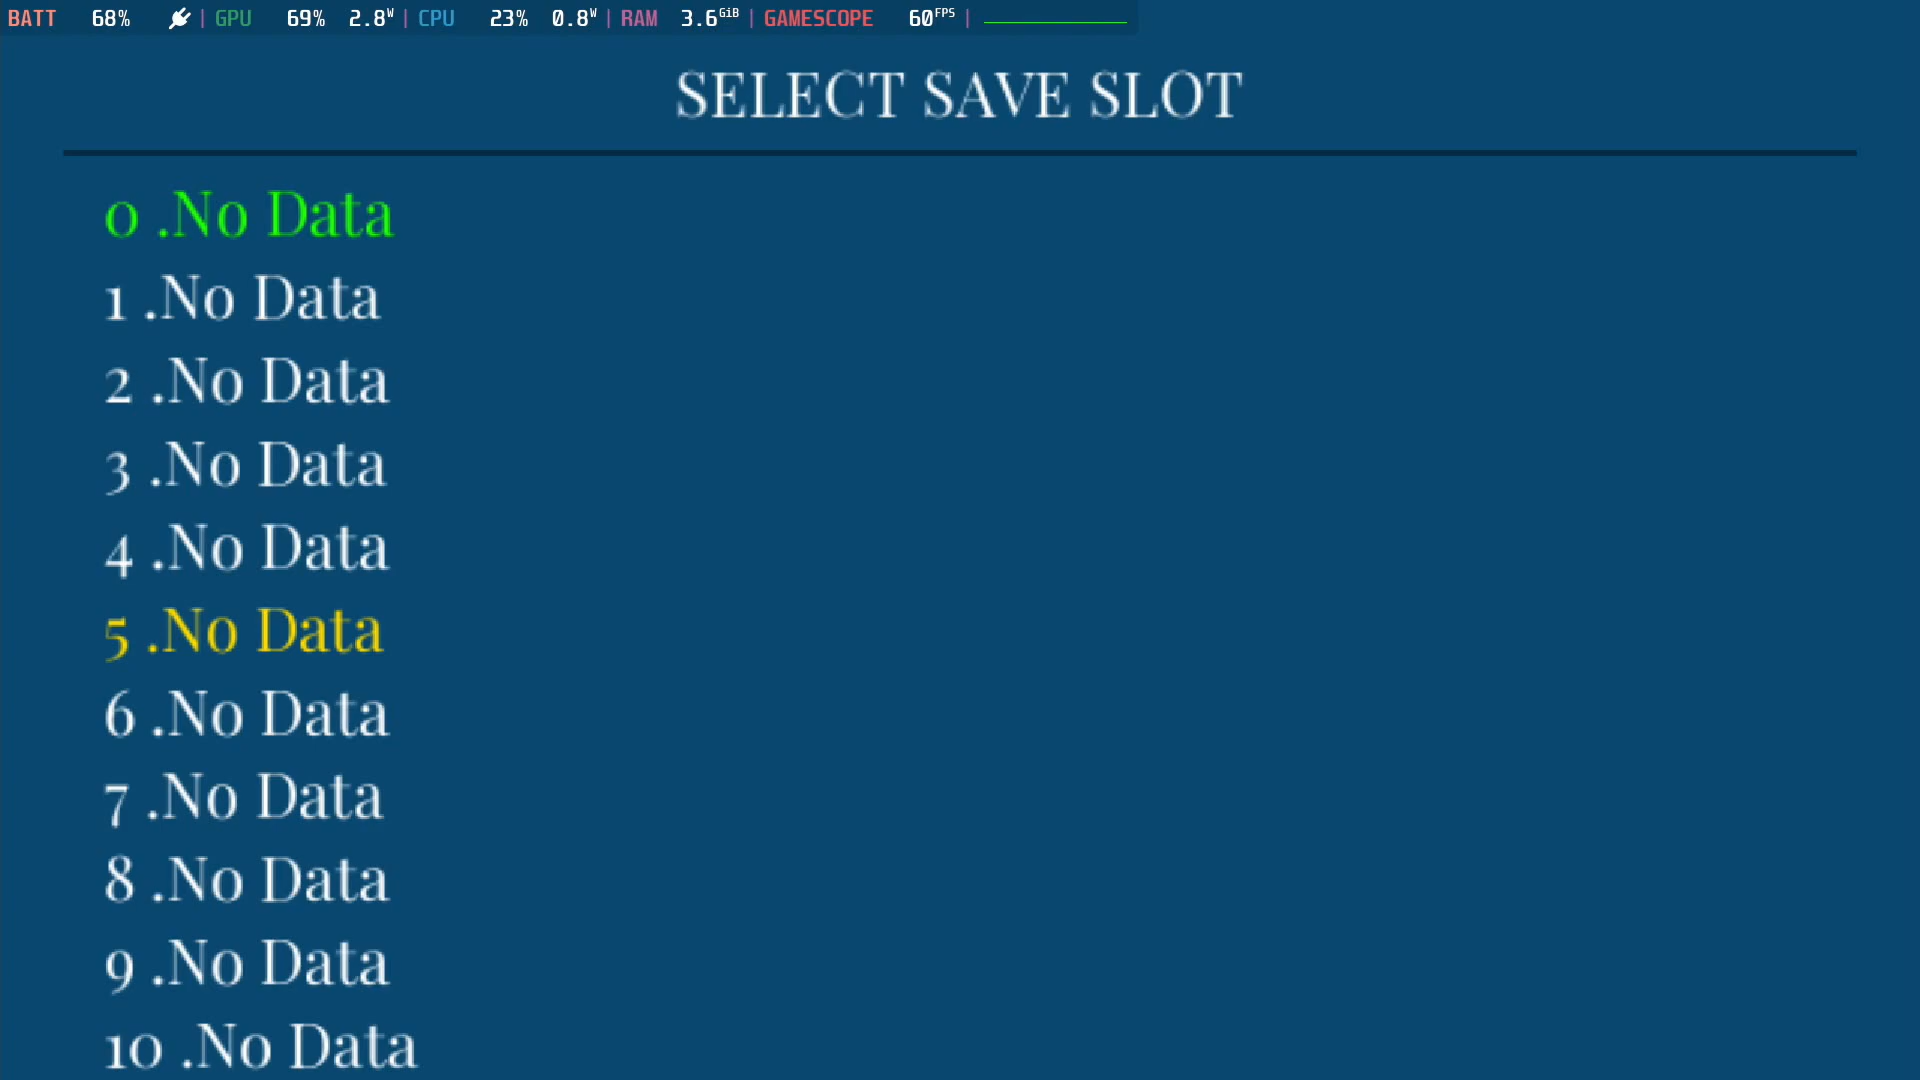 BATT 68% | GPU 69% 2.8W | CPU 23% 0.8W | RAM 3.6GiB | GAMESCOPE 60FPS |
SELECT SAVE SLOT
0 .No Data
1 .No Data
2 .No Data
3 .No Data
4 .No Data
5 .No Data
6 .No Data
7 .No Data
8 .No Data
9 .No Data
10 .No Data